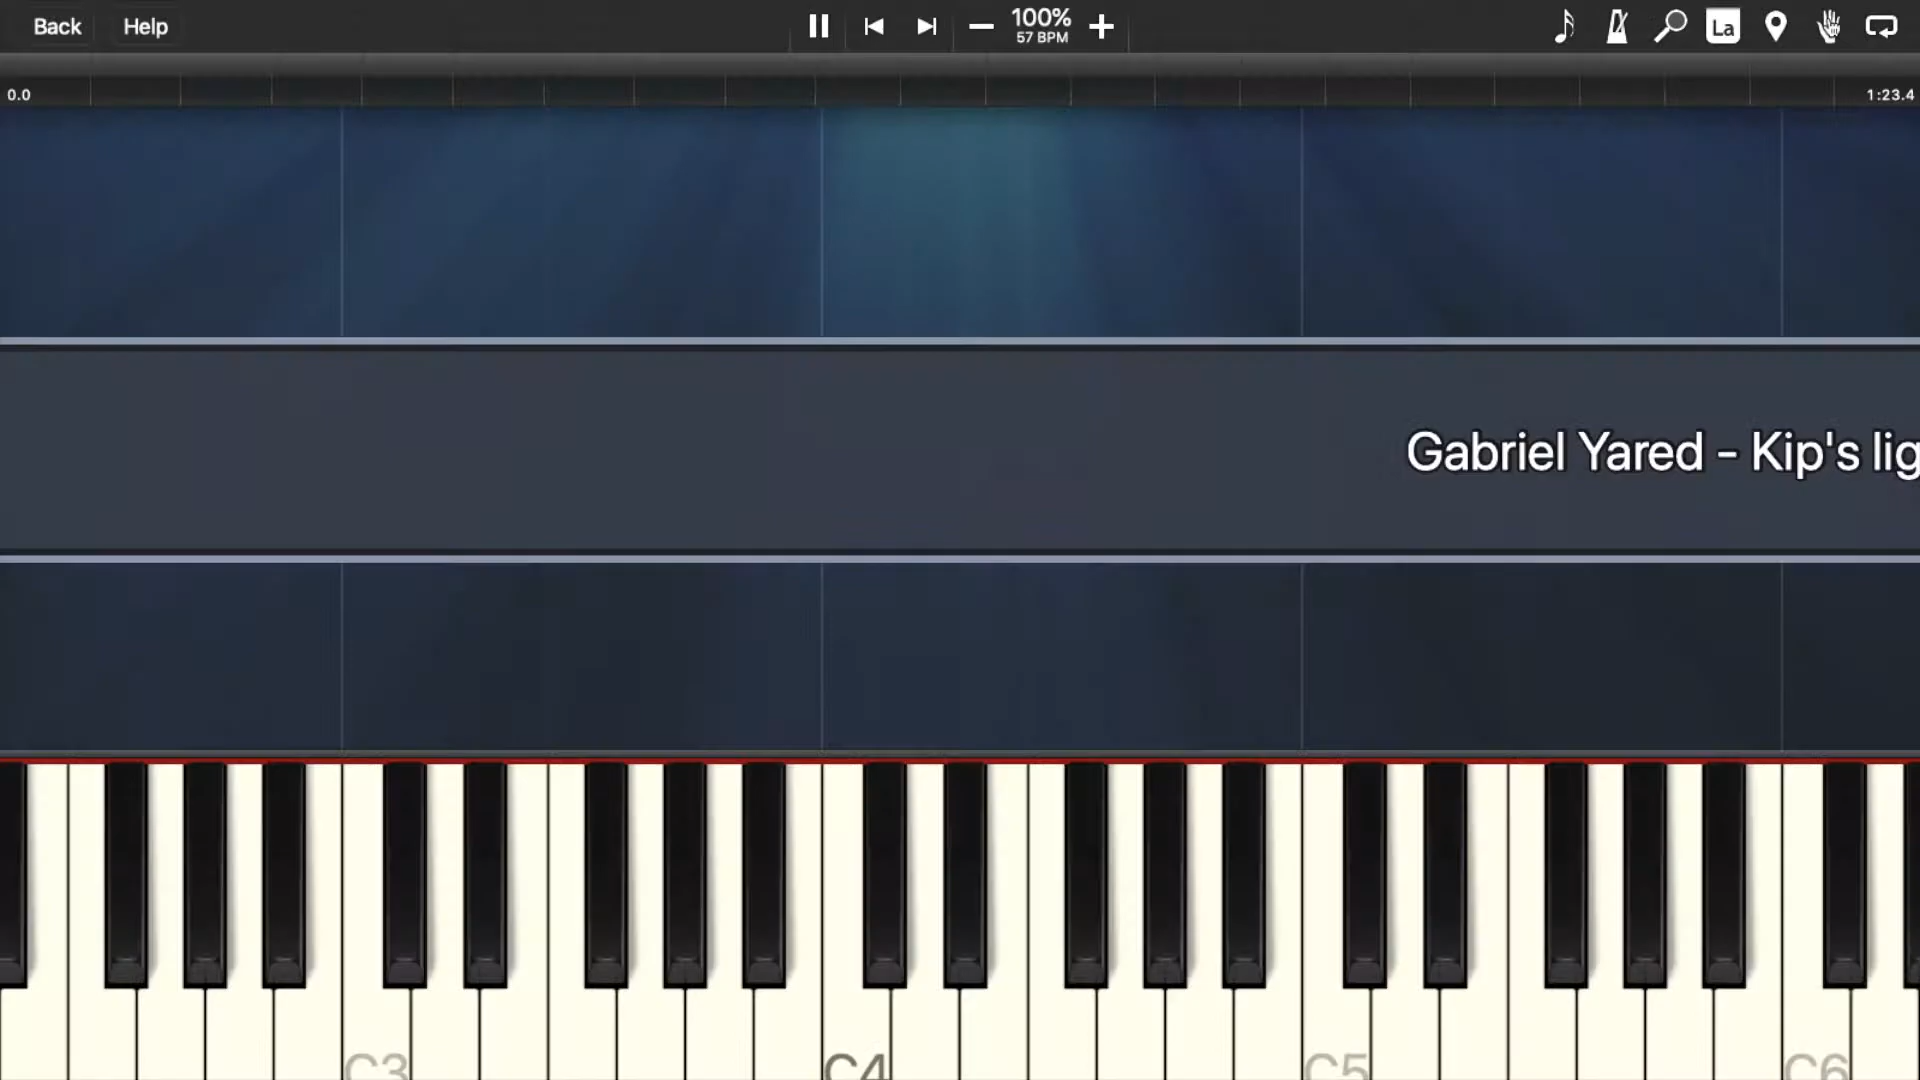 Back Help
100%
57 BPM
La
0.0
1:23.4
Gabriel Yared - Kip's lig
C3 C4 C5 C6